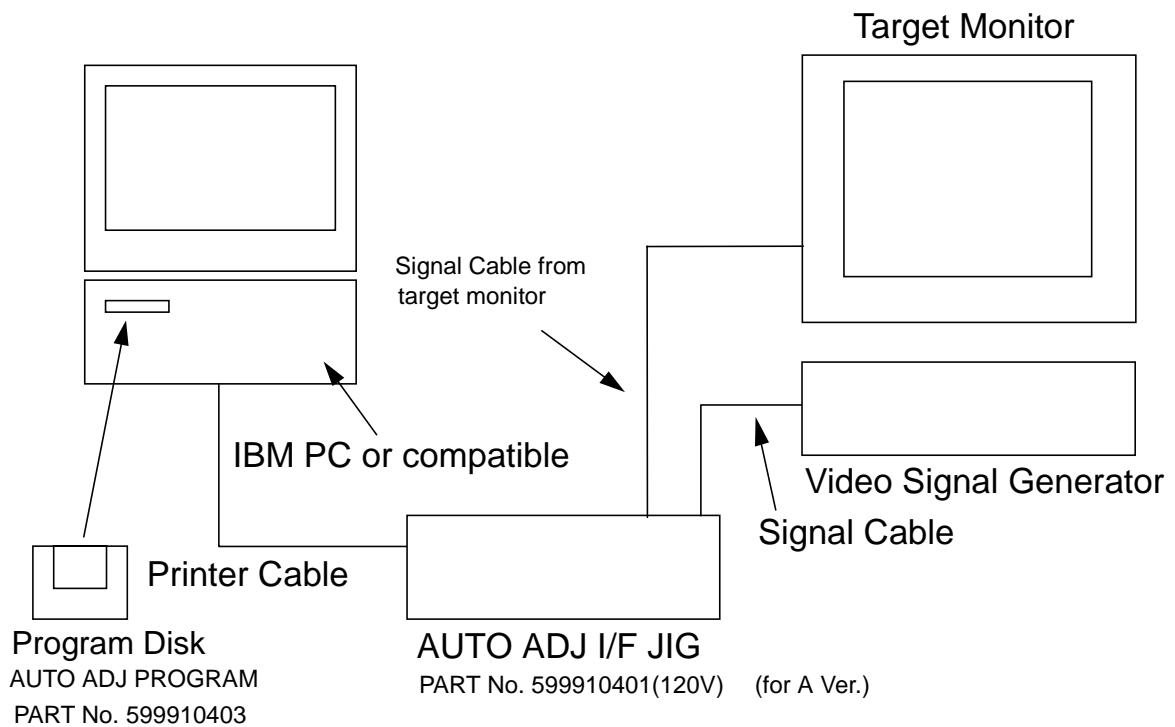 Target Monitor
Signal Cable from
target monitor
IBM PC or compatible
Video Signal Generator
Signal Cable
Printer Cable
Program Disk
AUTO ADJ PROGRAM
PART No. 599910403
AUTO ADJ I/F JIG
PART No. 599910401(120V) (for A Ver.)